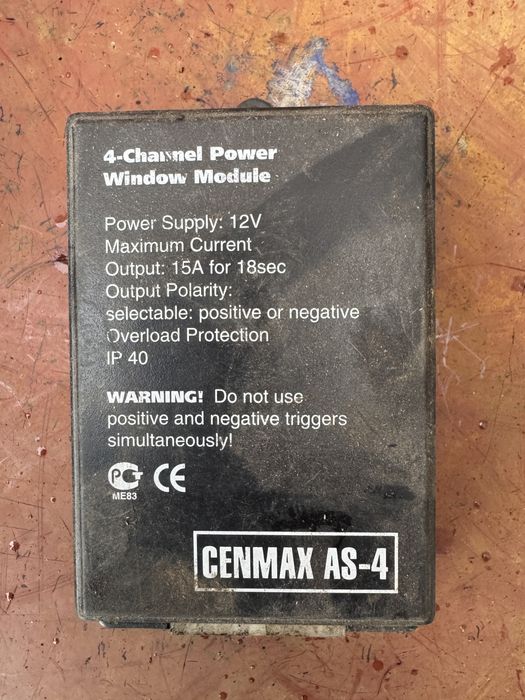 4-Channel Power
Window Module
Power Supply: 12V
Maximum Current
Output: 15A for 18sec
Output Polarity:
selectable: positive or negative
Overload Protection
IP 40
WARNING! Do not use
positive and negative triggers
simultaneously!
РСТ CE
ME83
CENMAX AS-4